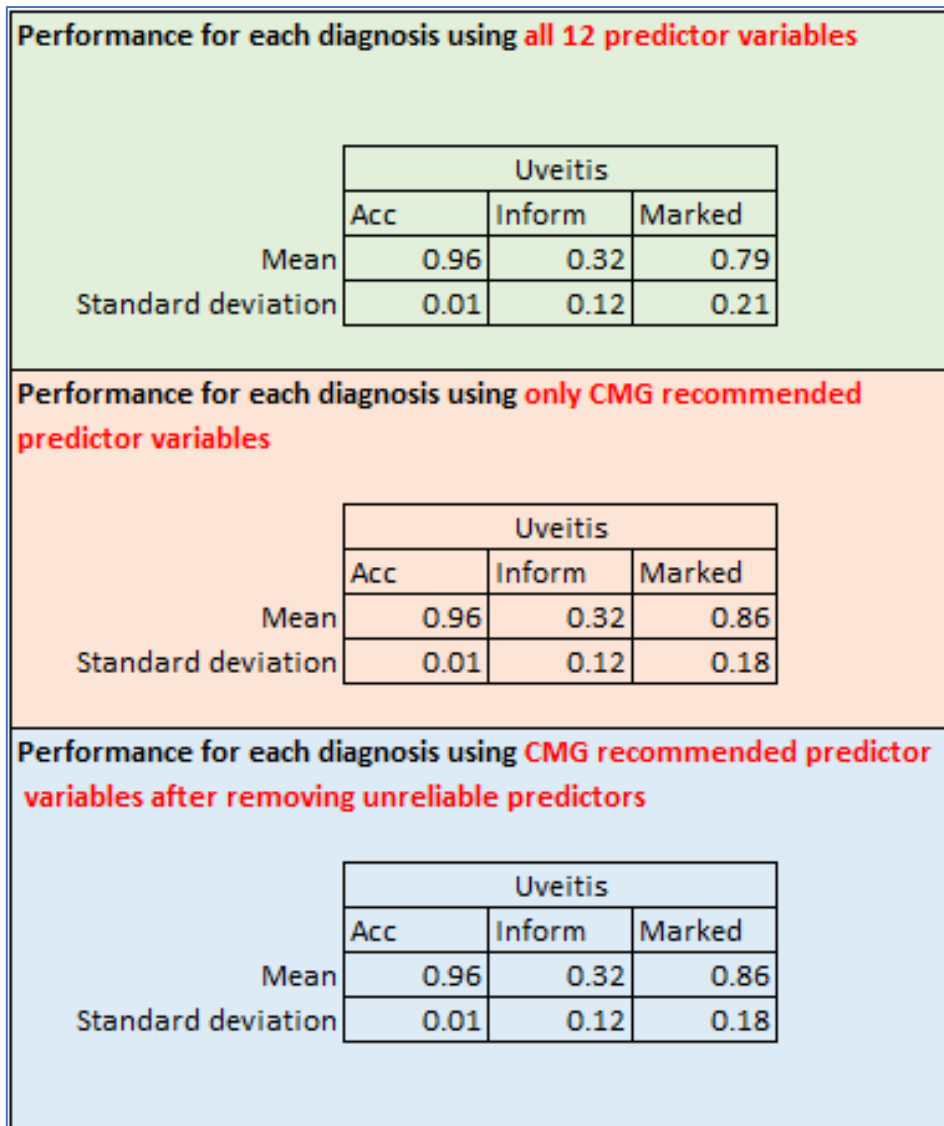 Performance for each diagnosis using all 12 predictor variables
Uveitis
Acc Inform Marked
Mean 0.96 0.32 0.79
Standard deviation 0.01 0.12 0.21
Performance for each diagnosis using only CMG recommended
predictor variables
Uveitis
Acc Inform Marked
Mean 0.96 0.32 0.86
Standard deviation 0.01 0.12 0.18
Performance for each diagnosis using CMG recommended predictor
variables after removing unreliable predictors
Uveitis
Acc Inform Marked
Mean 0.96 0.32 0.86
Standard deviation 0.01 0.12 0.18